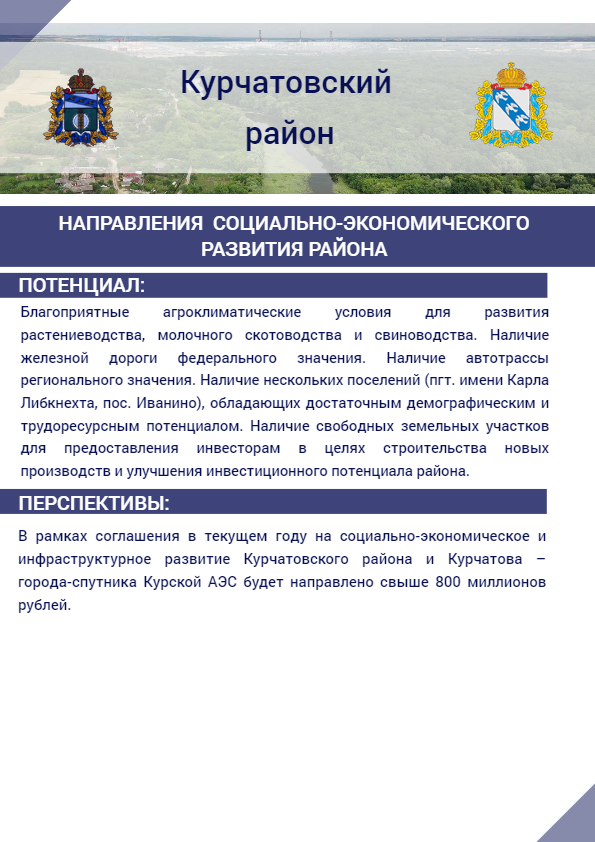 Курчатовский
район
НАПРАВЛЕНИЯ СОЦИАЛЬНО-ЭКОНОМИЧЕСКОГО
РАЗВИТИЯ РАЙОНА
ПОТЕНЦИАЛ:
Благоприятные агроклиматические условия для развития
растениеводства, молочного скотоводства и свиноводства. Наличие
железной дороги федерального значения. Наличие автотрассы
регионального значения. Наличие нескольких поселений (пгт. имени Карла
Либкнехта, пос. Иванино), обладающих достаточным демографическим и
трудоресурсным потенциалом. Наличие свободных земельных участков
для предоставления инвесторам в целях строительства новых
производств и улучшения инвестиционного потенциала района.
ПЕРСПЕКТИВЫ:
В рамках соглашения в текущем году на социально-экономическое и
инфраструктурное развитие Курчатовского района и Курчатова –
города-спутника Курской АЭС будет направлено свыше 800 миллионов
рублей.